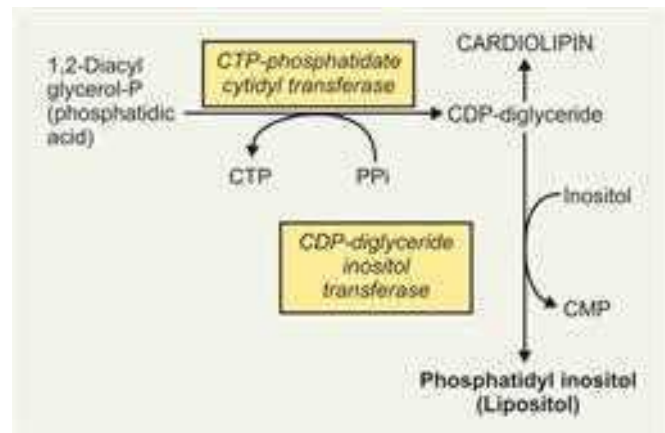 1,2-Diacyl
glycerol-P
(phosphatidic
acid)
CTP-phosphatidate
cytidyl transferase
CARDIOLIPIN
CDP-diglyceride
CTP
PPi
Inositol
CDP-diglyceride
inositol
transferase
CMP
Phosphatidyl inositol
(Lipositol)